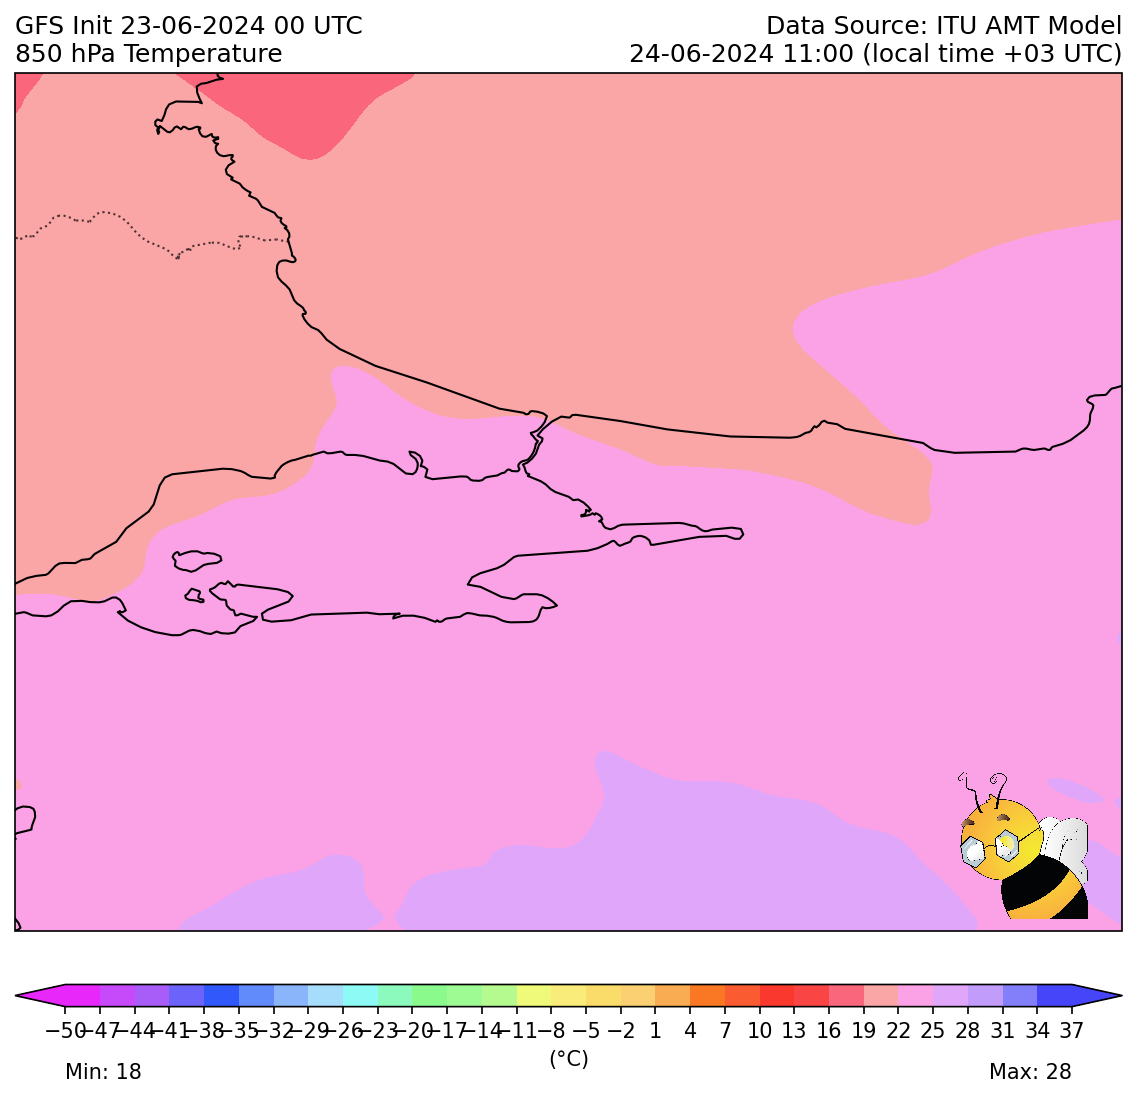 GFS Init 23-06-2024 00 UTC
Data Source: ITU AMT Model
850 hPa Temperature
24-06-2024 11:00 (local time +03 UTC)
−50 −47 −44 −41 −38 −35 −32 −29 −26 −23 −20 −17 −14 −11 −8 −5 −2 1 4 7 10 13 16 19 22 25 28 31 34 37
(°C)
Min: 18
Max: 28